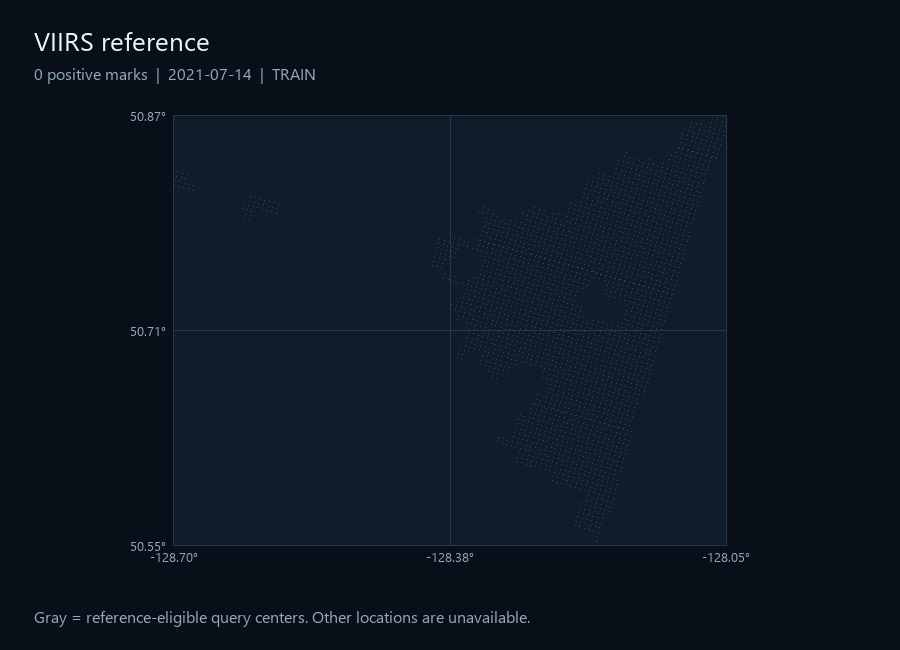 VIIRS reference
0 positive marks | 2021-07-14 | TRAIN
50.87°
50.71°
50.55°
-128.70° -128.38° -128.05°
Gray = reference-eligible query centers. Other locations are unavailable.